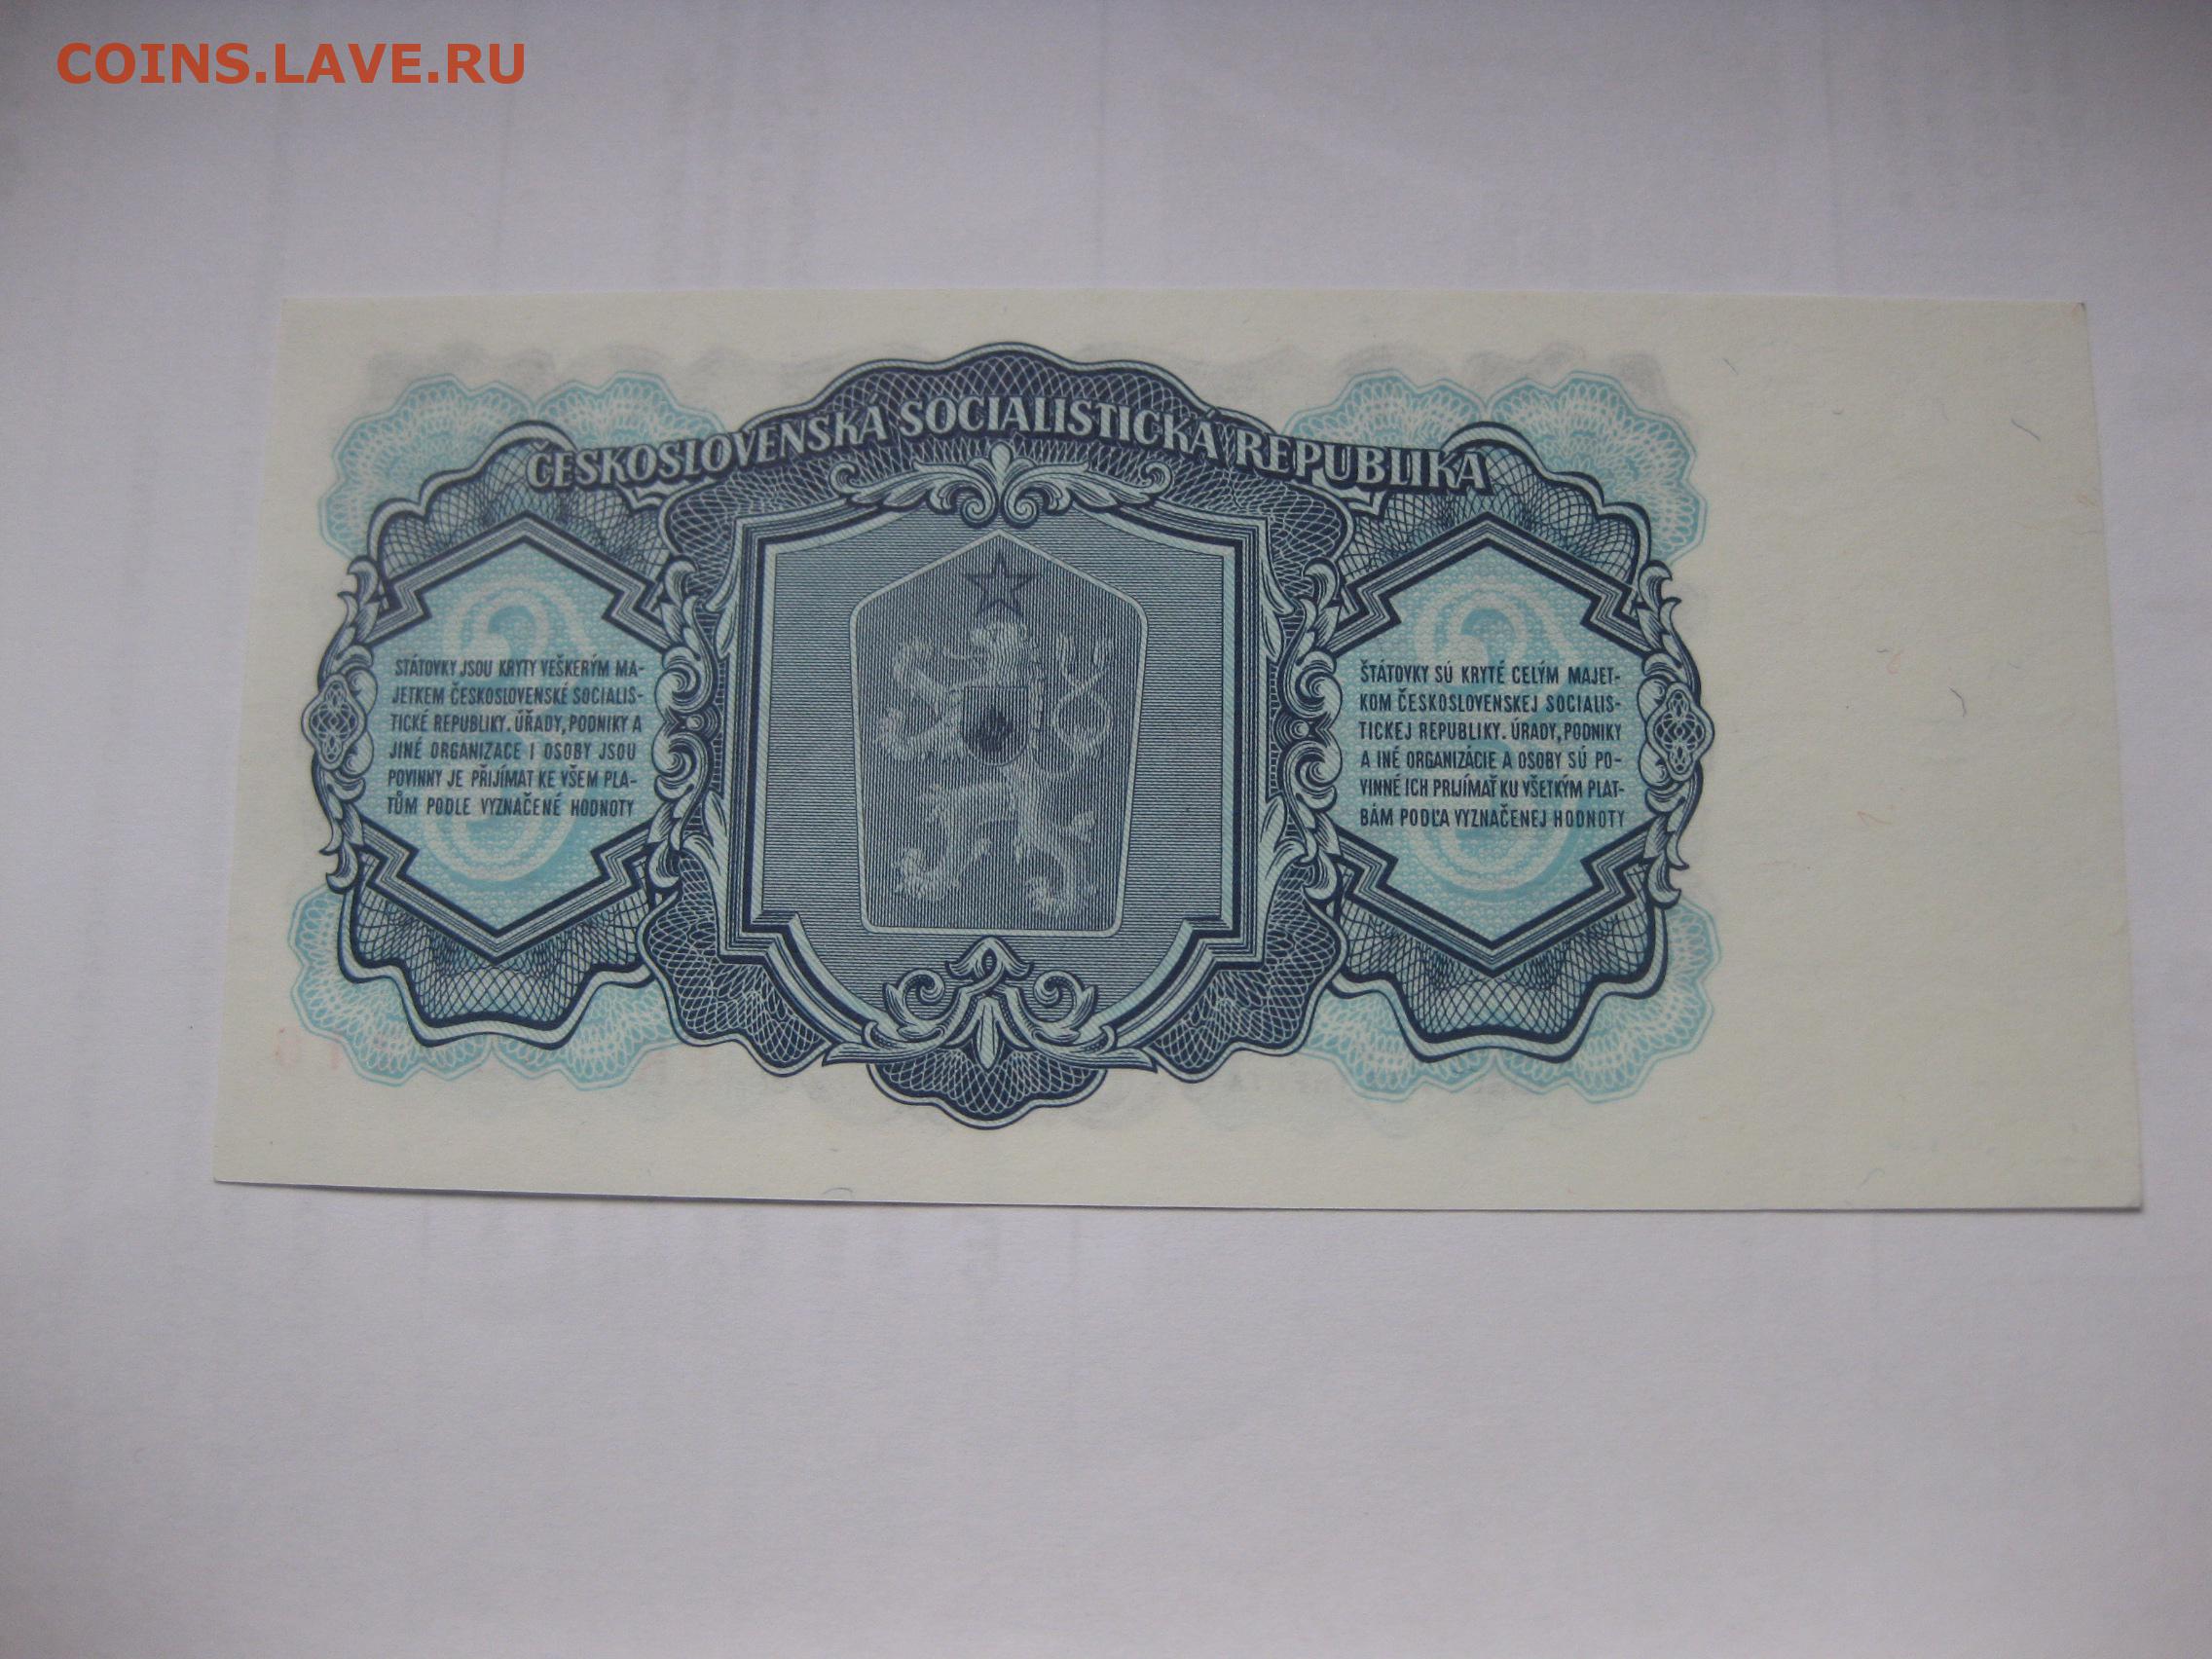 COINS.LAVE.RU
ČESKOSLOVENSKÁ SOCIALISTICKÁ REPUBLIKA
3
STÁTOVKY JSOU KRYTY VEŠKERÝM MA-
JETKEM ČESKOSLOVENSKÉ SOCIALIS-
TICKÉ REPUBLIKY. ÚŘADY, PODNIKY A
JINÉ ORGANIZACE I OSOBY JSOU
POVINNY JE PŘIJÍMAT KE VŠEM PLA-
TŮM PODLE VYZNAČENÉ HODNOTY
3
ŠTÁTOVKY SÚ KRYTÉ CELÝM MAJET-
KOM ČESKOSLOVENSKEJ SOCIALIS-
TICKEJ REPUBLIKY. ÚRADY, PODNIKY
A INÉ ORGANIZÁCIE A OSOBY SÚ PO-
VINNÉ ICH PRIJÍMAŤ KU VŠETKÝM PLAT-
BÁM PODĽA VYZNAČENEJ HODNOTY